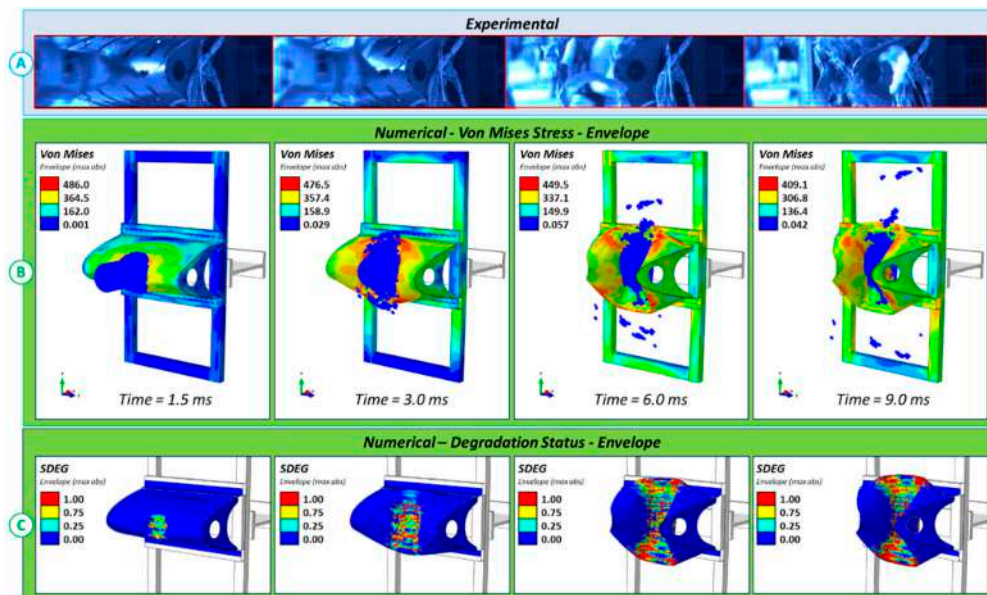 Experimental
A
Numerical - Von Mises Stress - Envelope
Von Mises
Envelope (max abs)
486.0
364.5
162.0
0.001
Time = 1.5 ms
Von Mises
Envelope (max abs)
476.5
357.4
158.9
0.029
Time = 3.0 ms
Von Mises
Envelope (max abs)
449.5
337.1
149.9
0.057
Time = 6.0 ms
Von Mises
Envelope (max abs)
409.1
306.8
136.4
0.042
Time = 9.0 ms
B
Numerical – Degradation Status - Envelope
SDEG
Envelope (max abs)
1.00
0.75
0.25
0.00
SDEG
Envelope (max abs)
1.00
0.75
0.25
0.00
SDEG
Envelope (max abs)
1.00
0.75
0.25
0.00
SDEG
Envelope (max abs)
1.00
0.75
0.25
0.00
C